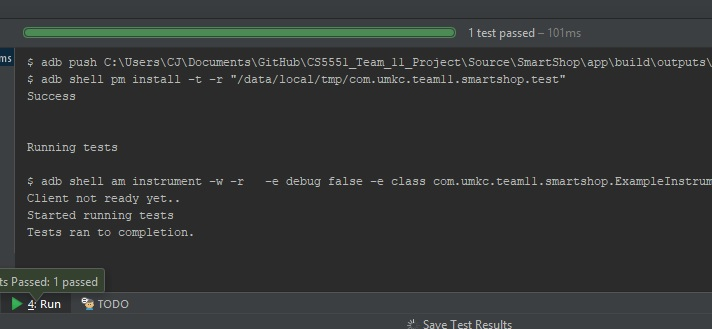 1 test passed – 101ms
ms
$ adb push C:\Users\CJ\Documents\GitHub\CS5551_Team_11_Project\Source\SmartShop\app\build\outputs\
$ adb shell pm install -t -r "/data/local/tmp/com.umkc.team11.smartshop.test"
Success
Running tests
$ adb shell am instrument -w -r   -e debug false -e class com.umkc.team11.smartshop.ExampleInstrum
Client not ready yet..
Started running tests
Tests ran to completion.
ts Passed: 1 passed
4: Run
TODO
Save Test Results